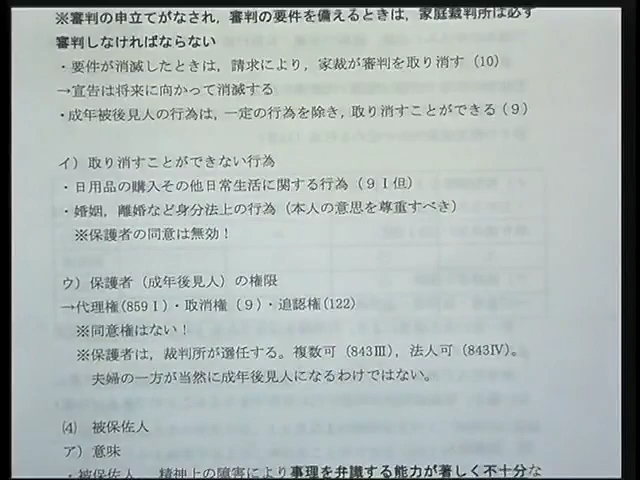 ※審判の申立てがなされ，審判の要件を備えるときは，家庭裁判所は必ず
審判しなければならない
・要件が消滅したときは，請求により，家裁が審判を取り消す（10）
→宣告は将来に向かって消滅する
・成年被後見人の行為は，一定の行為を除き，取り消すことができる（９）
イ）取り消すことができない行為
・日用品の購入その他日常生活に関する行為（９Ⅰ但）
・婚姻，離婚など身分法上の行為（本人の意思を尊重すべき）
※保護者の同意は無効！
ウ）保護者（成年後見人）の権限
→代理権(859Ⅰ)・取消権（９）・追認権(122)
※同意権はない！
※保護者は，裁判所が選任する。複数可（843Ⅲ），法人可（843Ⅳ）。
夫婦の一方が当然に成年後見人になるわけではない。
⑷　被保佐人
ア）意味
・被保佐人　精神上の障害により事理を弁識する能力が著しく不十分な